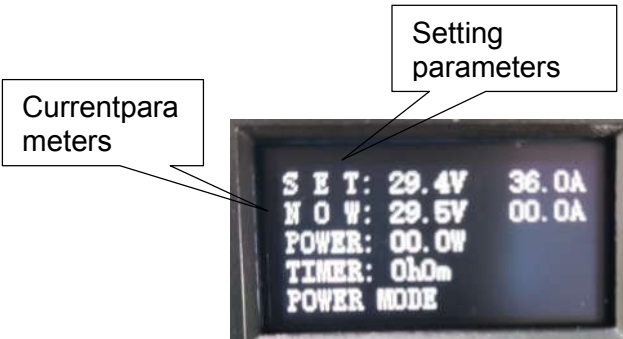 Setting
parameters
Currentpara
meters
S E T: 29.4V 36.0A
N O W: 29.5V 00.0A
POWER: 00.0W
TIMER: 0h0m
POWER MODE